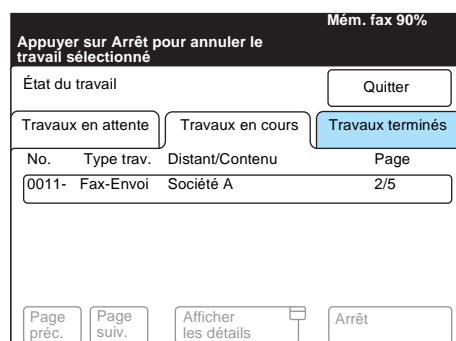 Mém. fax 90%
Appuyer sur Arrêt pour annuler le
travail sélectionné
État du travail
Quitter
Travaux en attente
Travaux en cours
Travaux terminés
No. Type trav. Distant/Contenu Page
0011- Fax-Envoi Société A 2/5
Page
préc.
Page
suiv.
Afficher
les détails
Arrêt